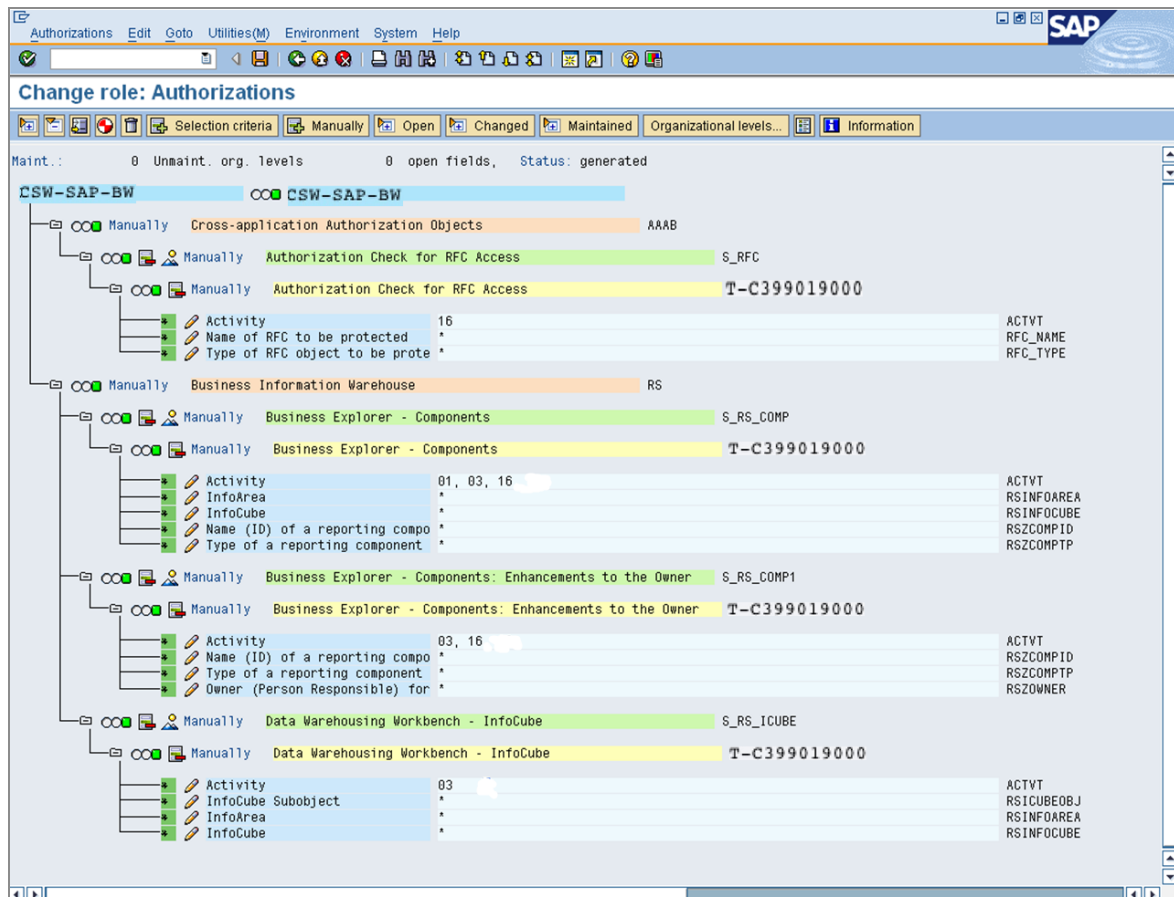 Authorizations Edit Goto Utilities(M) Environment System Help
SAP
Change role: Authorizations
Selection criteria Manually Open Changed Maintained Organizational levels... Information
Maint.: 0 Unmaint. org. levels 0 open fields, Status: generated
CSW-SAP-BW CSW-SAP-BW
Manually Cross-application Authorization Objects AAAB
Manually Authorization Check for RFC Access S_RFC
Manually Authorization Check for RFC Access T-C399019000
Activity 16 ACTVT
Name of RFC to be protected * RFC_NAME
Type of RFC object to be prote * RFC_TYPE
Manually Business Information Warehouse RS
Manually Business Explorer - Components S_RS_COMP
Manually Business Explorer - Components T-C399019000
Activity 01, 03, 16 ACTVT
InfoArea * RSINFOAREA
InfoCube * RSINFOCUBE
Name (ID) of a reporting compo * RSZCOMPID
Type of a reporting component * RSZCOMPTP
Manually Business Explorer - Components: Enhancements to the Owner S_RS_COMP1
Manually Business Explorer - Components: Enhancements to the Owner T-C399019000
Activity 03, 16 ACTVT
Name (ID) of a reporting compo * RSZCOMPID
Type of a reporting component * RSZCOMPTP
Owner (Person Responsible) for * RSZOWNER
Manually Data Warehousing Workbench - InfoCube S_RS_ICUBE
Manually Data Warehousing Workbench - InfoCube T-C399019000
Activity 03 ACTVT
InfoCube Subobject * RSICUBEOBJ
InfoArea * RSINFOAREA
InfoCube * RSINFOCUBE